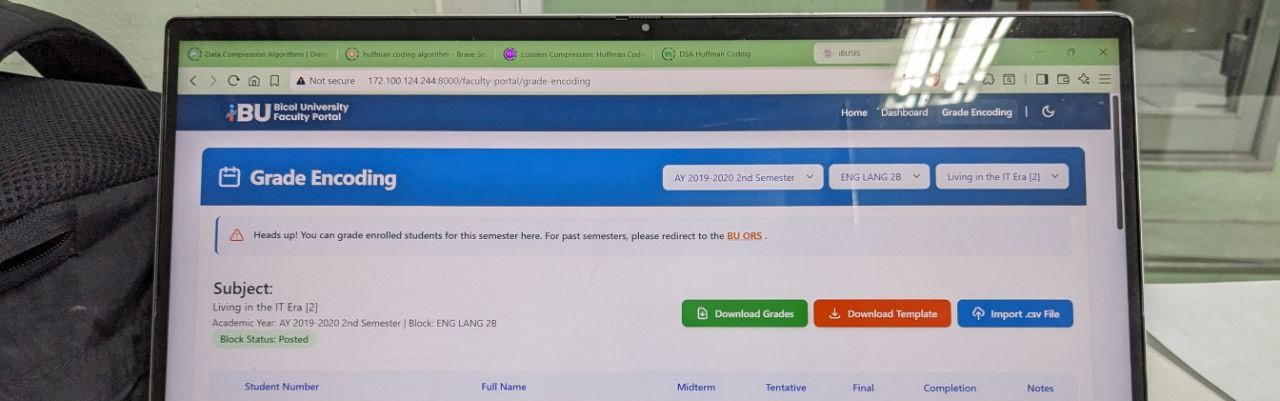 Data Compression Algorithms | Drem
huffman coding algorithm - Brave Se
Lossless Compression: Huffman Codi
DSA Huffman Coding
iBUSIS
Not secure 172.100.124.244:8000/faculty-portal/grade-encoding
iBU Bicol University
Faculty Portal
Home Dashboard Grade Encoding
Grade Encoding
AY 2019-2020 2nd Semester
ENG LANG 2B
Living in the IT Era [2]
Heads up! You can grade enrolled students for this semester here. For past semesters, please redirect to the BU ORS .
Subject:
Living in the IT Era [2]
Academic Year: AY 2019-2020 2nd Semester | Block: ENG LANG 2B
Block Status: Posted
Download Grades
Download Template
Import .csv File
Student Number Full Name Midterm Tentative Final Completion Notes